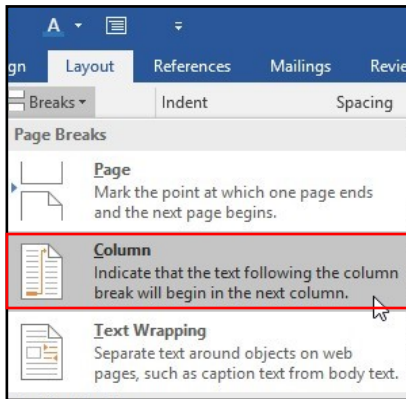 A
gn Layout References Mailings Revie
Breaks Indent Spacing
Page Breaks
Page
Mark the point at which one page ends
and the next page begins.
Column
Indicate that the text following the column
break will begin in the next column.
Text Wrapping
Separate text around objects on web
pages, such as caption text from body text.